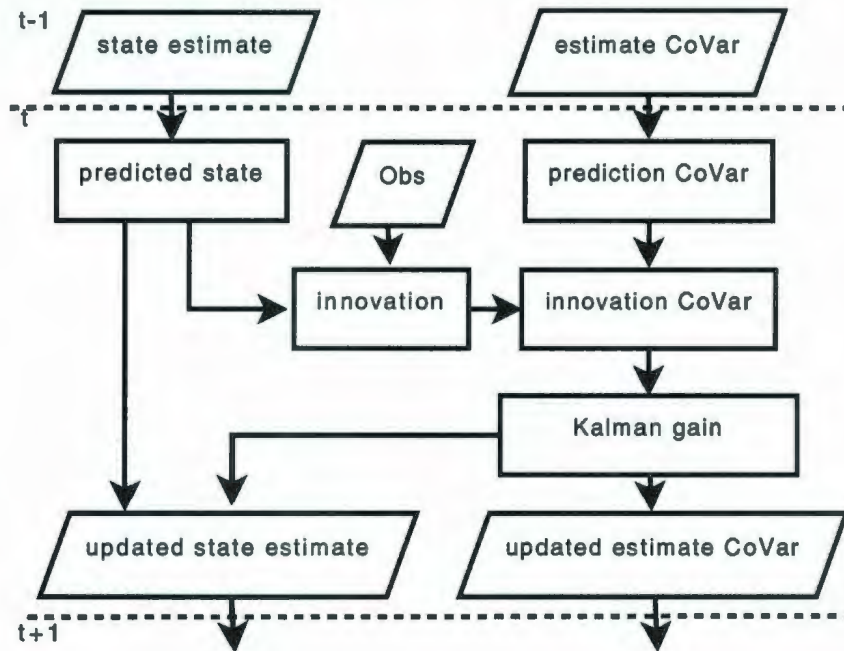 t-1
state estimate
estimate CoVar
t
predicted state
Obs
prediction CoVar
innovation
innovation CoVar
Kalman gain
updated state estimate
updated estimate CoVar
t+1